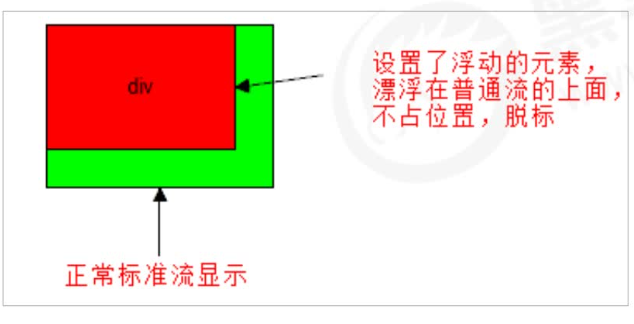 div
设置了浮动的元素，
漂浮在普通流的上面，
不占位置，脱标
正常标准流显示